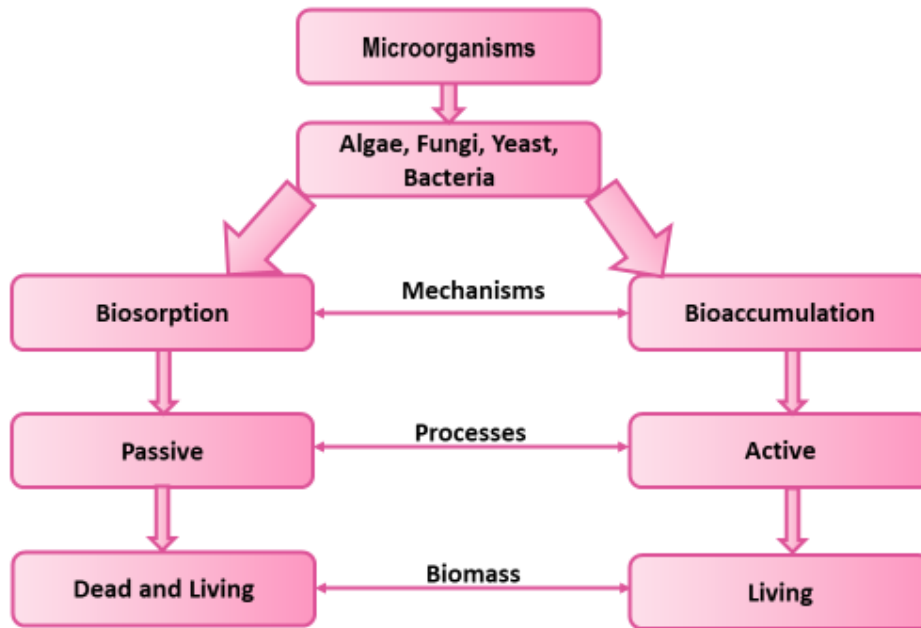 Microorganisms
Algae, Fungi, Yeast,
Bacteria
Biosorption
Mechanisms
Bioaccumulation
Passive
Processes
Active
Dead and Living
Biomass
Living